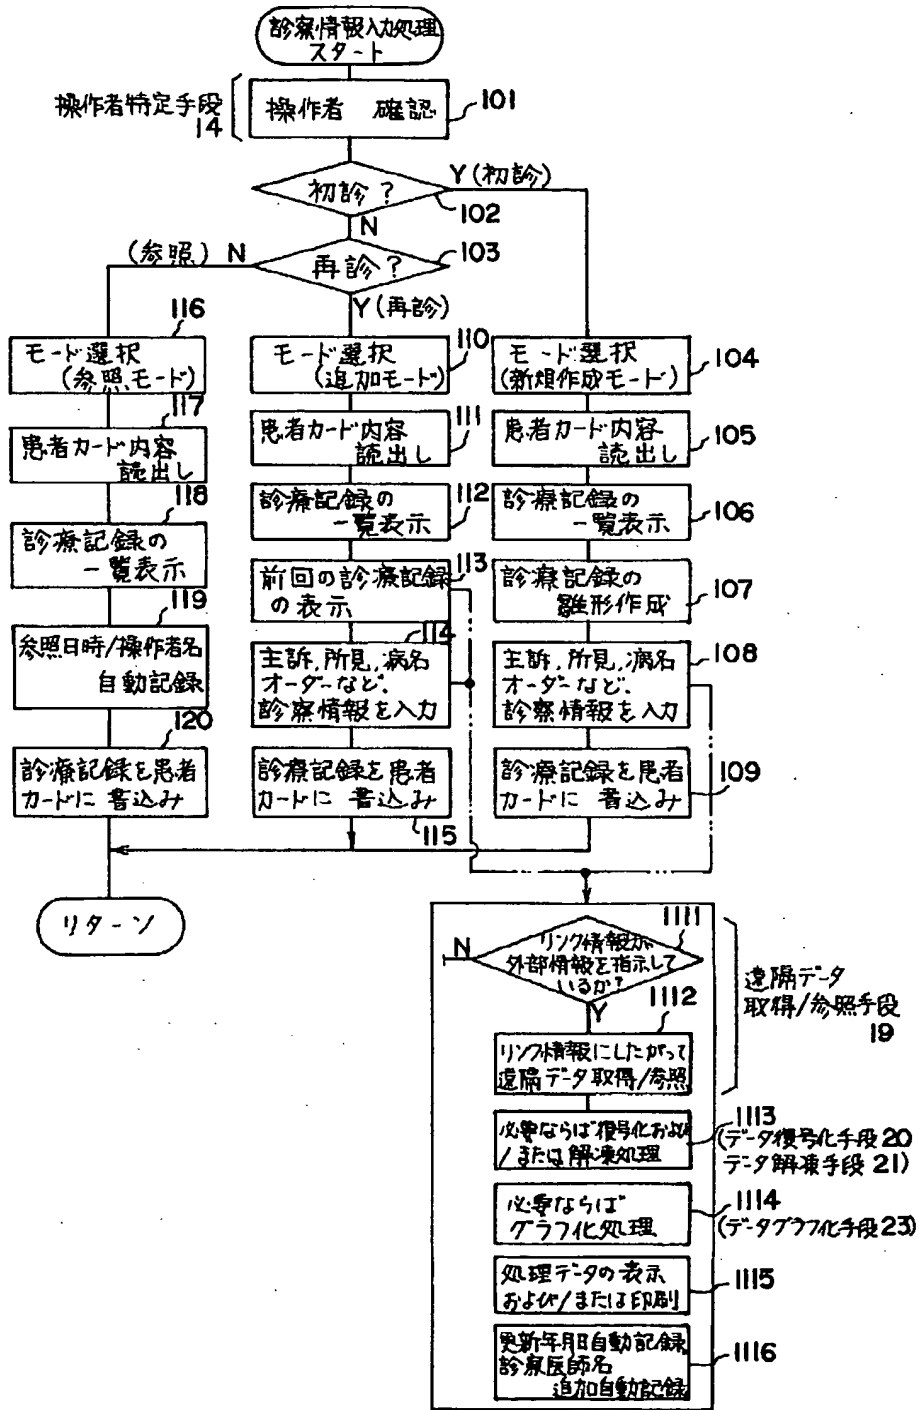 診察情報入力処理
スタート
操作者特定手段
14
操作者 確認
101
初診?
Y(初診)
102
N
再診?
103
(参照) N
Y(再診)
116
モード選択
(参照モード)
117
患者カード内容
読出し
118
診療記録の
一覧表示
119
参照日時/操作者名
自動記録
120
診療記録を患者
カードに書込み
リターン
110
モード選択
(追加モード)
111
患者カード内容
読出し
112
診療記録の
一覧表示
113
前回の診療記録
の表示
114
主訴,所見,病名
オーダーなど、
診察情報を入力
診療記録を患者
カードに書込み
115
モード選択
(新規作成モード)
104
患者カード内容
読出し
105
診療記録の
一覧表示
106
診療記録の
雛形作成
107
主訴,所見,病名
オーダーなど、
診察情報を入力
108
診療記録を患者
カードに書込み
109
1111
リンク情報が
外部情報を指示して
いるか?
N
Y
1112
リンク情報にしたがって
遠隔データ取得/参照
遠隔データ
取得/参照手段
19
必要ならば復号化および
/または解凍処理
1113
(データ復号化手段20
データ解凍手段21)
必要ならば
グラフ化処理
1114
(データグラフ化手段23)
処理データの表示
および/または印刷
1115
更新年月日自動記録
診察医師名
追加自動記録
1116